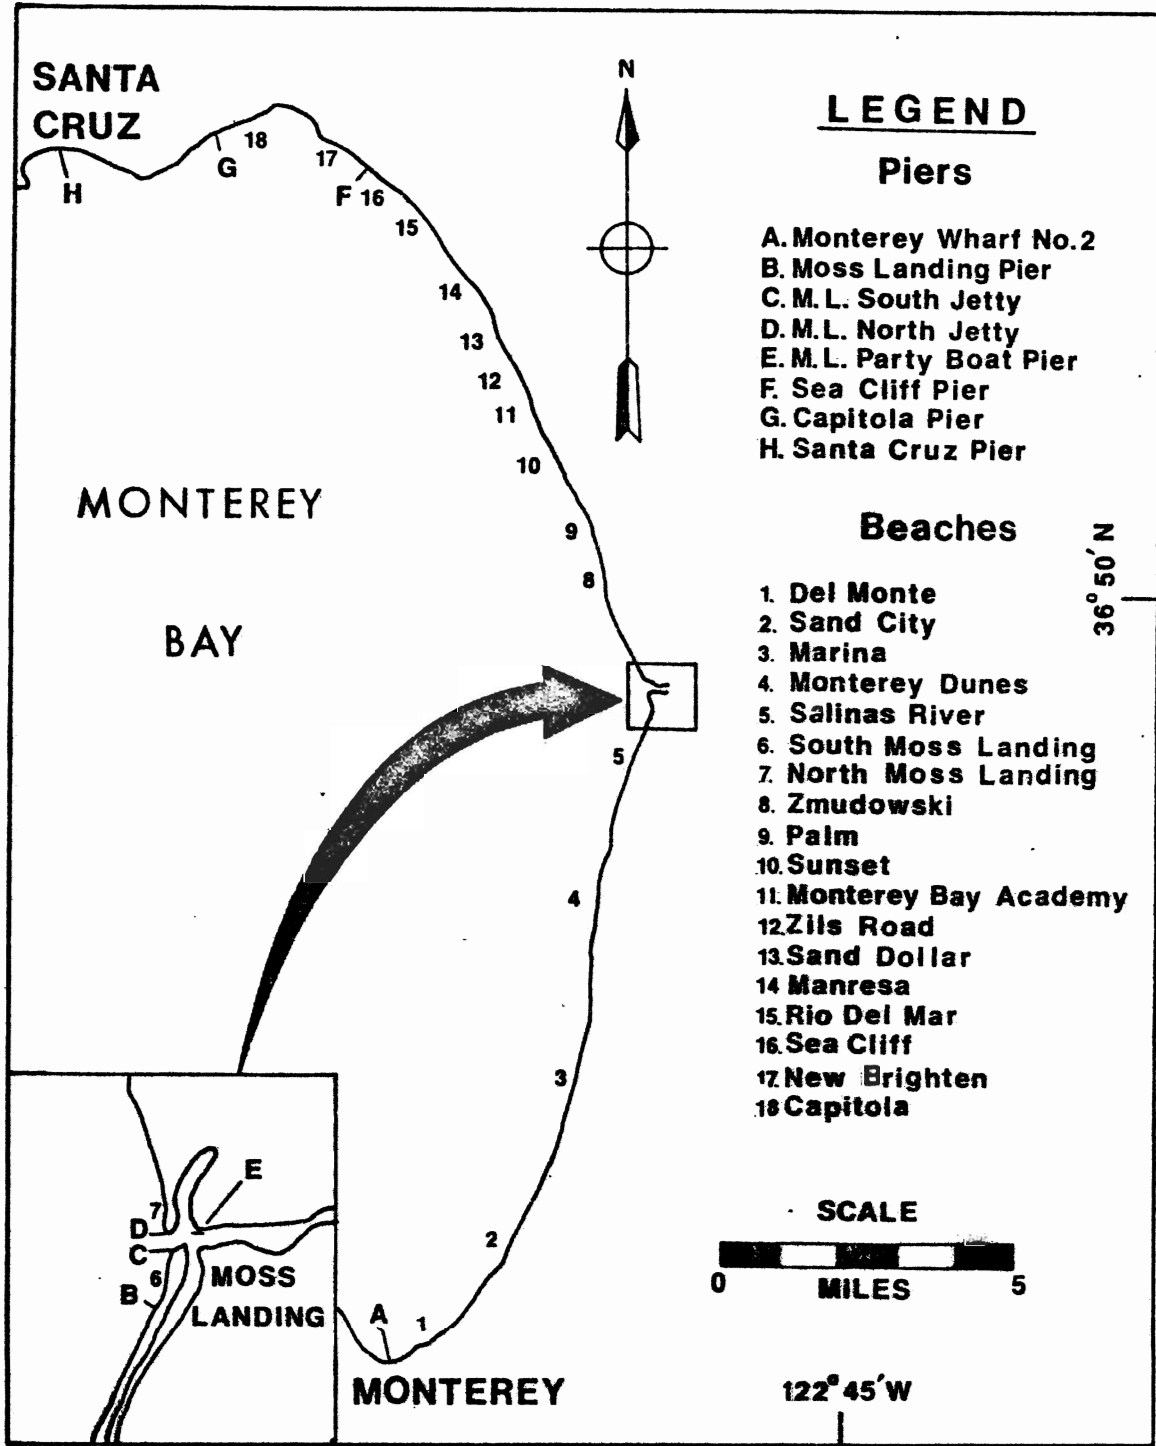 SANTA
CRUZ
H
G
18
17
F
16
15
14
13
12
11
10
9
8
5
4
3
2
1
A
MONTEREY
BAY
MONTEREY
N
LEGEND
Piers
A. Monterey Wharf No.2
B. Moss Landing Pier
C. M.L. South Jetty
D. M.L. North Jetty
E. M.L. Party Boat Pier
F. Sea Cliff Pier
G. Capitola Pier
H. Santa Cruz Pier
Beaches
1. Del Monte
2. Sand City
3. Marina
4. Monterey Dunes
5. Salinas River
6. South Moss Landing
7. North Moss Landing
8. Zmudowski
9. Palm
10. Sunset
11. Monterey Bay Academy
12. Zils Road
13. Sand Dollar
14 Manresa
15. Rio Del Mar
16. Sea Cliff
17. New Brighten
18 Capitola
36° 50′ N
SCALE
0 5
MILES
122° 45′ W
E
7
D
C
6
B
MOSS
LANDING